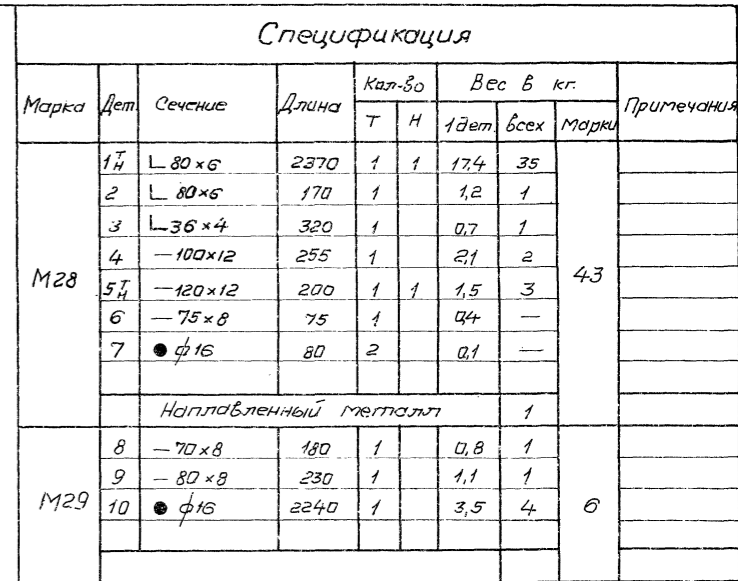 Спецификация
Марка Дет. Сечение Длина Кол-во Вес в кг. Примечания
Т Н 1дет. всех Марки
М28 43
1 Т Н L 80×6 2370 1 1 17,4 35
2 L 80×6 170 1 1,2 1
3 L 36×4 320 1 0,7 1
4 — 100×12 255 1 2,1 2
5 Т Н — 120×12 200 1 1 1,5 3
6 — 75×8 75 1 0,4 —
7 ● ф16 80 2 0,1 —
Наплавленный металл 1
М29 6
8 — 70×8 180 1 0,8 1
9 — 80×8 230 1 1,1 1
10 ● ф16 2240 1 3,5 4